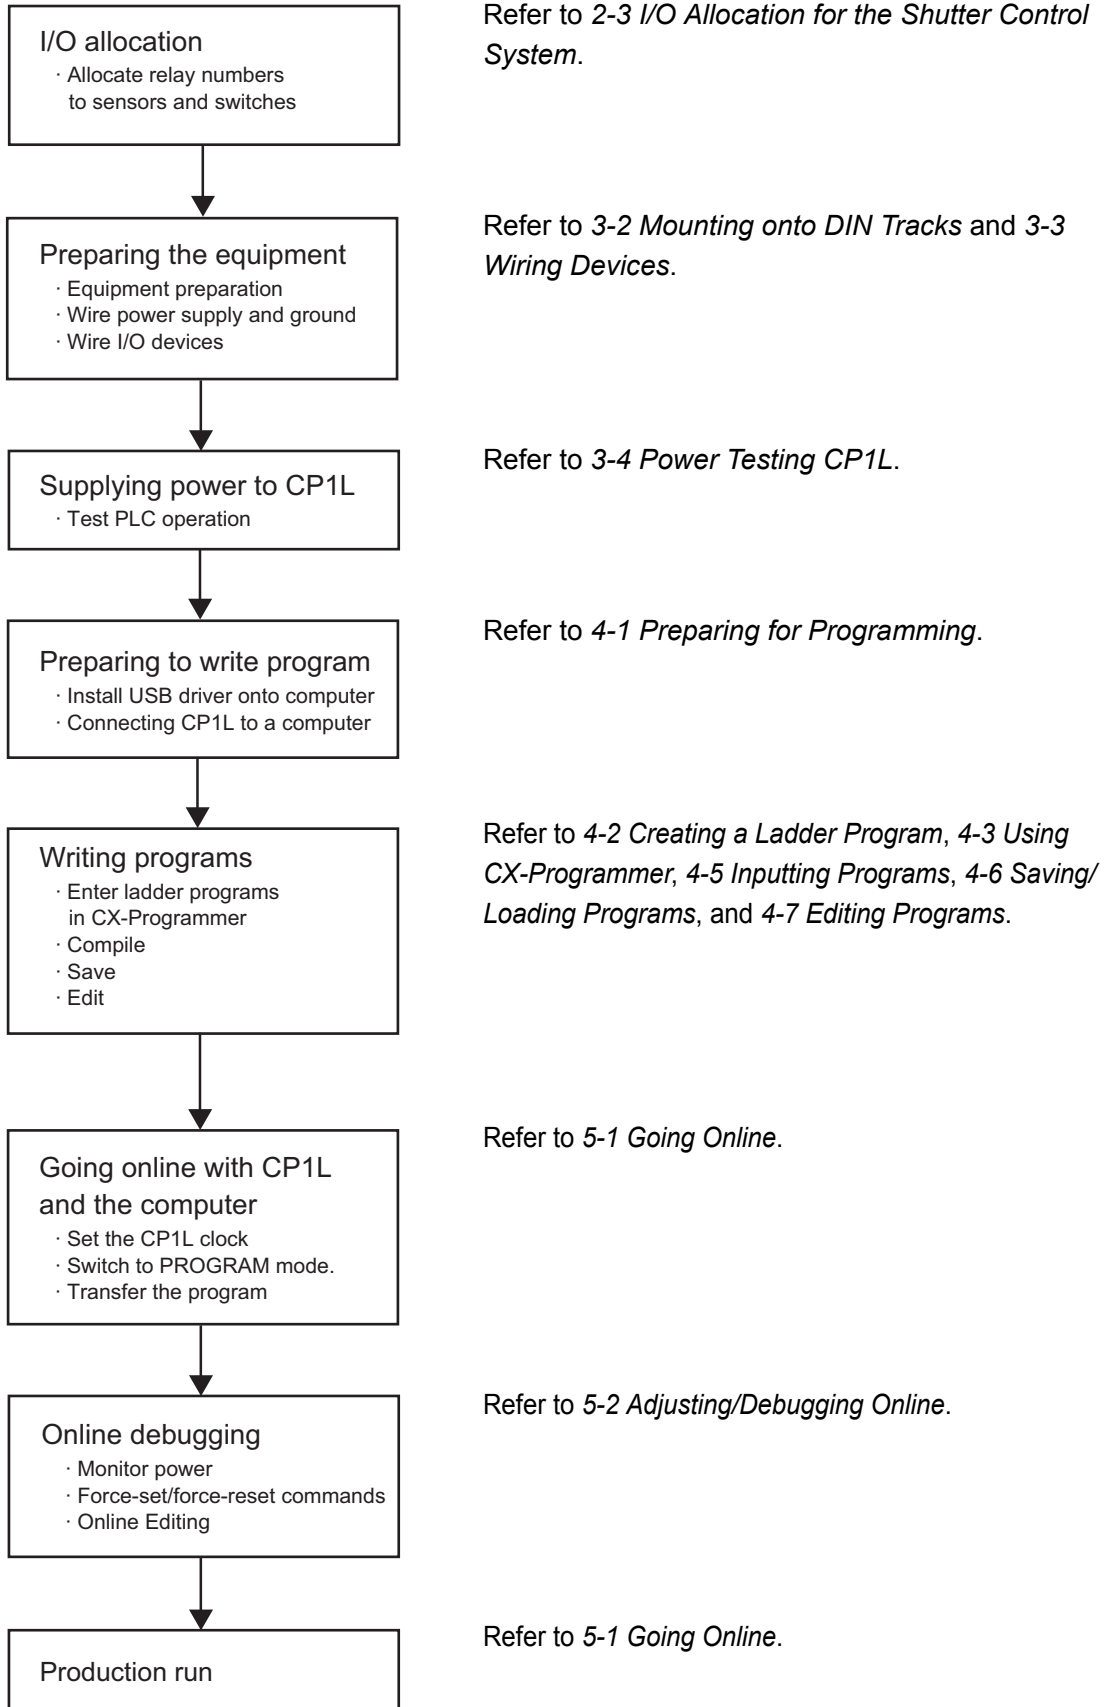 I/O allocation
· Allocate relay numbers
to sensors and switches
Refer to 2-3 I/O Allocation for the Shutter Control
System.
Preparing the equipment
· Equipment preparation
· Wire power supply and ground
· Wire I/O devices
Refer to 3-2 Mounting onto DIN Tracks and 3-3
Wiring Devices.
Supplying power to CP1L
· Test PLC operation
Refer to 3-4 Power Testing CP1L.
Preparing to write program
· Install USB driver onto computer
· Connecting CP1L to a computer
Refer to 4-1 Preparing for Programming.
Writing programs
· Enter ladder programs
in CX-Programmer
· Compile
· Save
· Edit
Refer to 4-2 Creating a Ladder Program, 4-3 Using
CX-Programmer, 4-5 Inputting Programs, 4-6 Saving/
Loading Programs, and 4-7 Editing Programs.
Going online with CP1L
and the computer
· Set the CP1L clock
· Switch to PROGRAM mode.
· Transfer the program
Refer to 5-1 Going Online.
Online debugging
· Monitor power
· Force-set/force-reset commands
· Online Editing
Refer to 5-2 Adjusting/Debugging Online.
Production run
Refer to 5-1 Going Online.